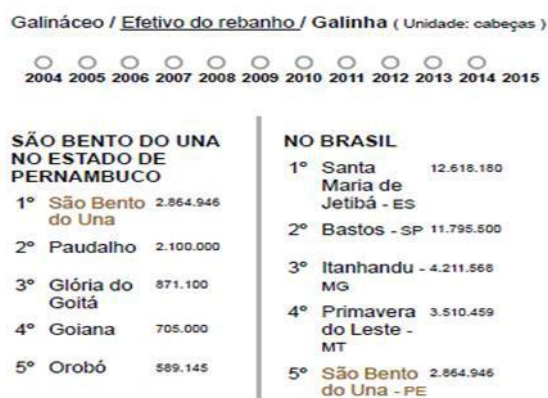 Galináceo / Efetivo do rebanho / Galinha ( Unidade: cabeças )
2004 2005 2006 2007 2008 2009 2010 2011 2012 2013 2014 2015
SÃO BENTO DO UNA
NO ESTADO DE
PERNAMBUCO
1º São Bento 2.864.946
do Una
2º Paudalho 2.100.000
3º Glória do 871.100
Goitá
4º Goiana 705.000
5º Orobó 589.145
NO BRASIL
1º Santa 12.618.180
Maria de
Jetibá - ES
2º Bastos - SP 11.795.500
3º Itanhandu - 4.211.568
MG
4º Primavera 3.510.459
do Leste -
MT
5º São Bento 2.864.946
do Una - PE